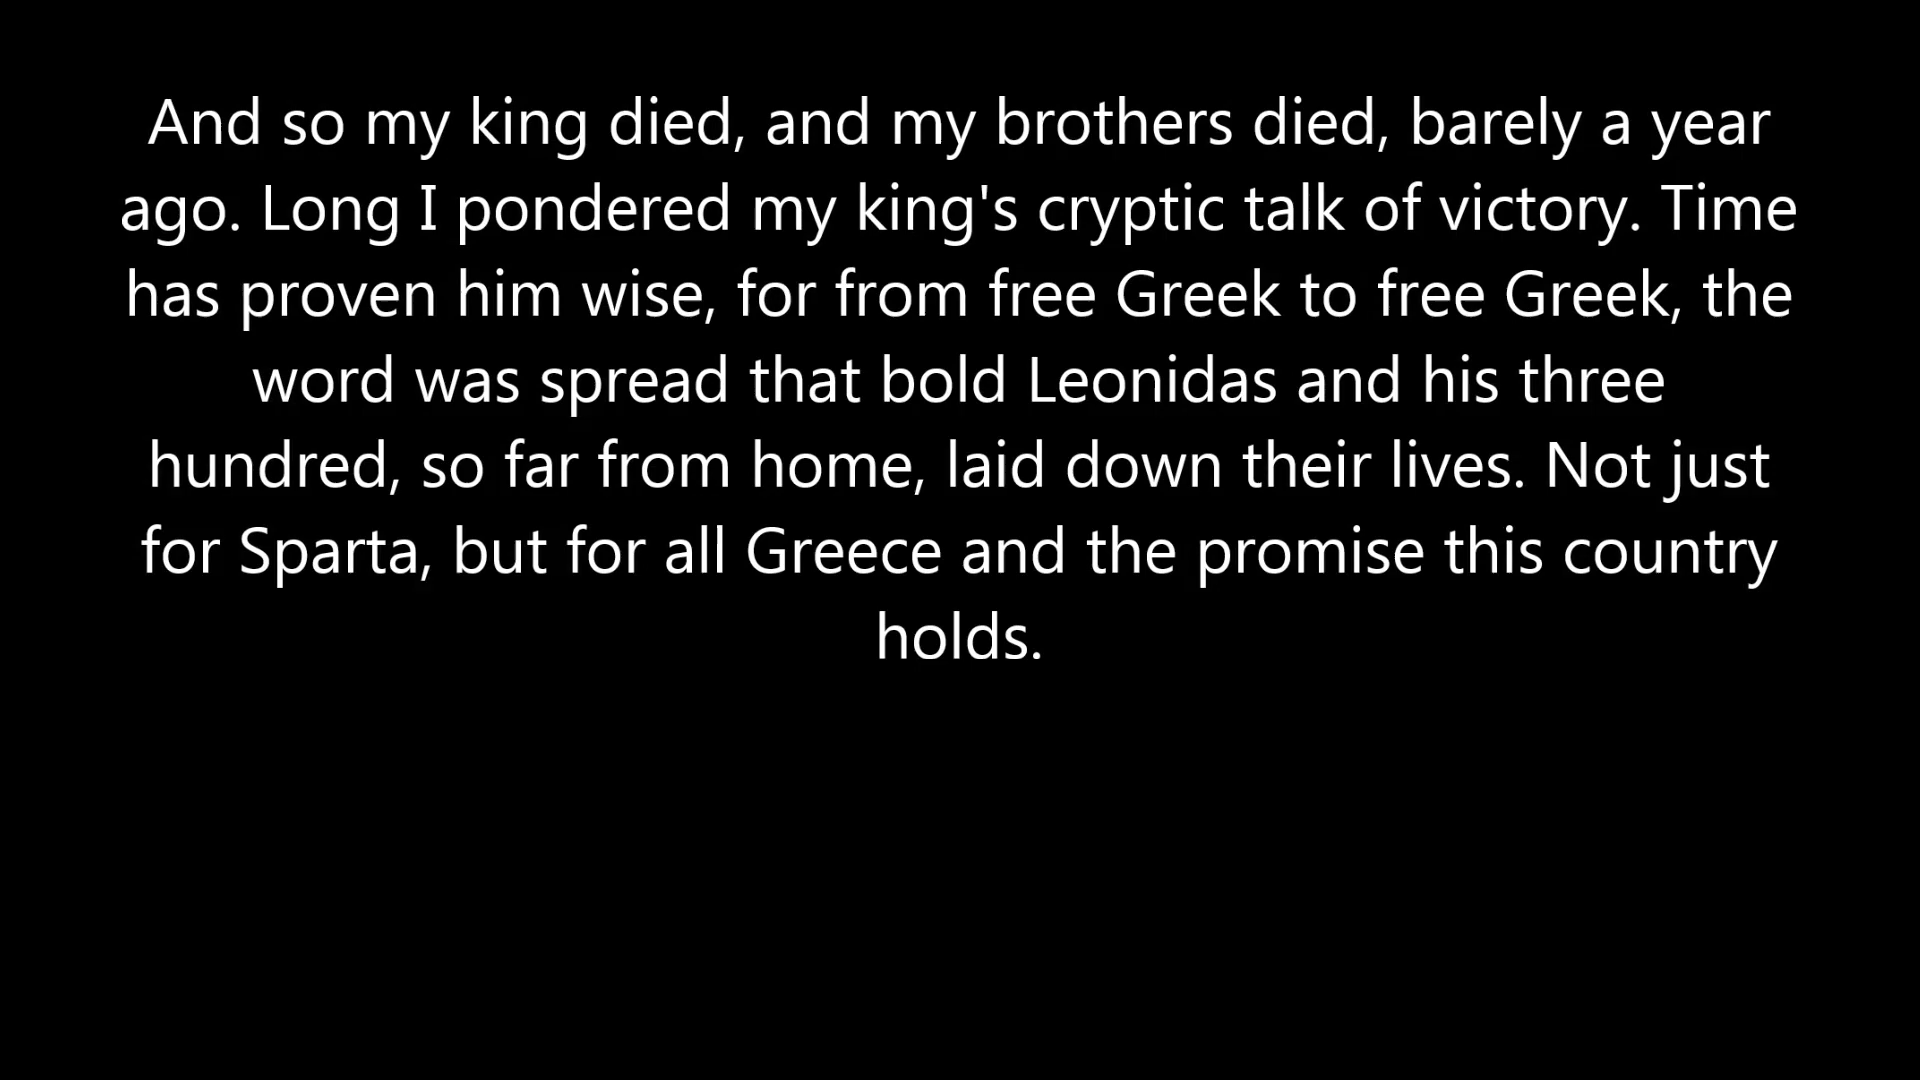 And so my king died, and my brothers died, barely a year
ago. Long I pondered my king's cryptic talk of victory. Time
has proven him wise, for from free Greek to free Greek, the
word was spread that bold Leonidas and his three
hundred, so far from home, laid down their lives. Not just
for Sparta, but for all Greece and the promise this country
holds.